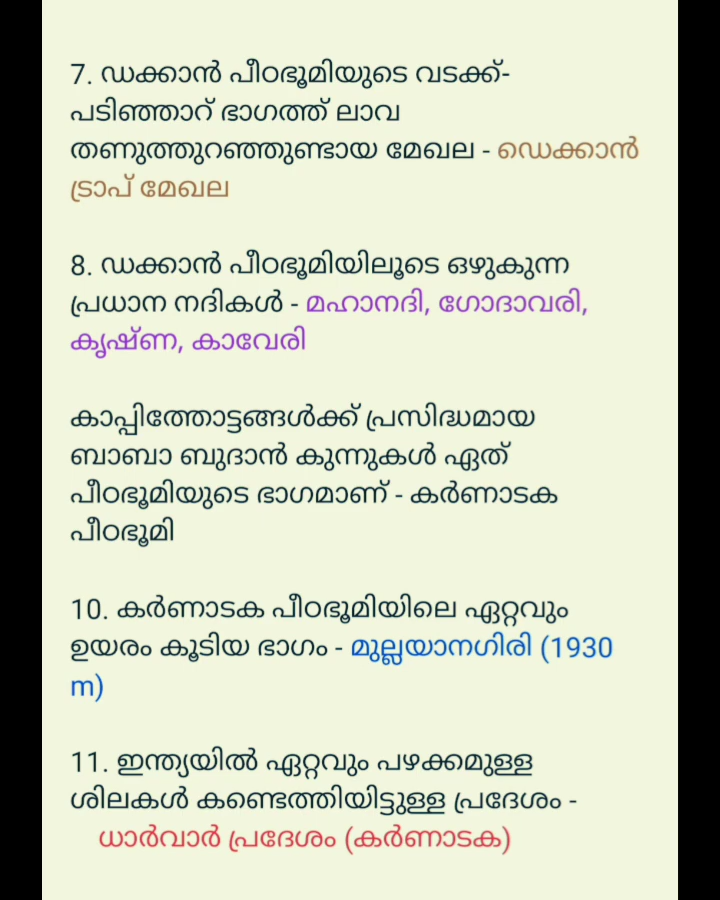 7. ഡക്കാൻ പീഠഭൂമിയുടെ വടക്ക്-
പടിഞ്ഞാറ് ഭാഗത്ത് ലാവ
തണുത്തുറഞ്ഞുണ്ടായ മേഖല - ഡെക്കാൻ
ട്രാപ് മേഖല
8. ഡക്കാൻ പീഠഭൂമിയിലൂടെ ഒഴുകുന്ന
പ്രധാന നദികൾ - മഹാനദി, ഗോദാവരി,
കൃഷ്ണ, കാവേരി
കാപ്പിത്തോട്ടങ്ങൾക്ക് പ്രസിദ്ധമായ
ബാബാ ബുദാൻ കുന്നുകൾ ഏത്
പീഠഭൂമിയുടെ ഭാഗമാണ് - കർണാടക
പീഠഭൂമി
10. കർണാടക പീഠഭൂമിയിലെ ഏറ്റവും
ഉയരം കൂടിയ ഭാഗം - മുല്ലയാനഗിരി (1930
m)
11. ഇന്ത്യയിൽ ഏറ്റവും പഴക്കമുള്ള
ശിലകൾ കണ്ടെത്തിയിട്ടുള്ള പ്രദേശം -
ധാർവാർ പ്രദേശം (കർണാടക)